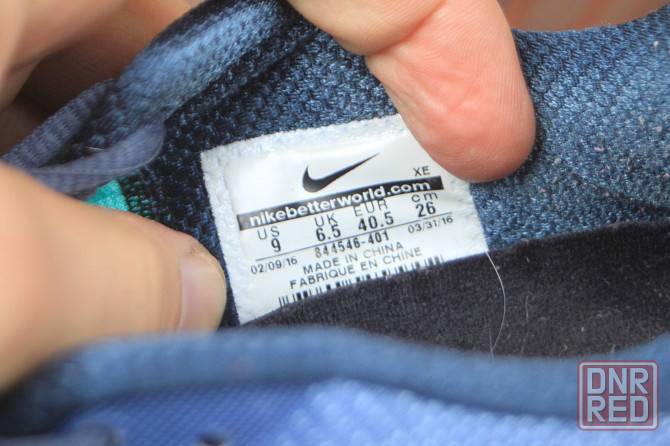 XE
nikebetterworld.com
US UK EUR cm
9 6.5 40.5 26
02/09/16 844546-401 03/31/16
MADE IN CHINA
FABRIQUE EN CHINE
DNR
RED